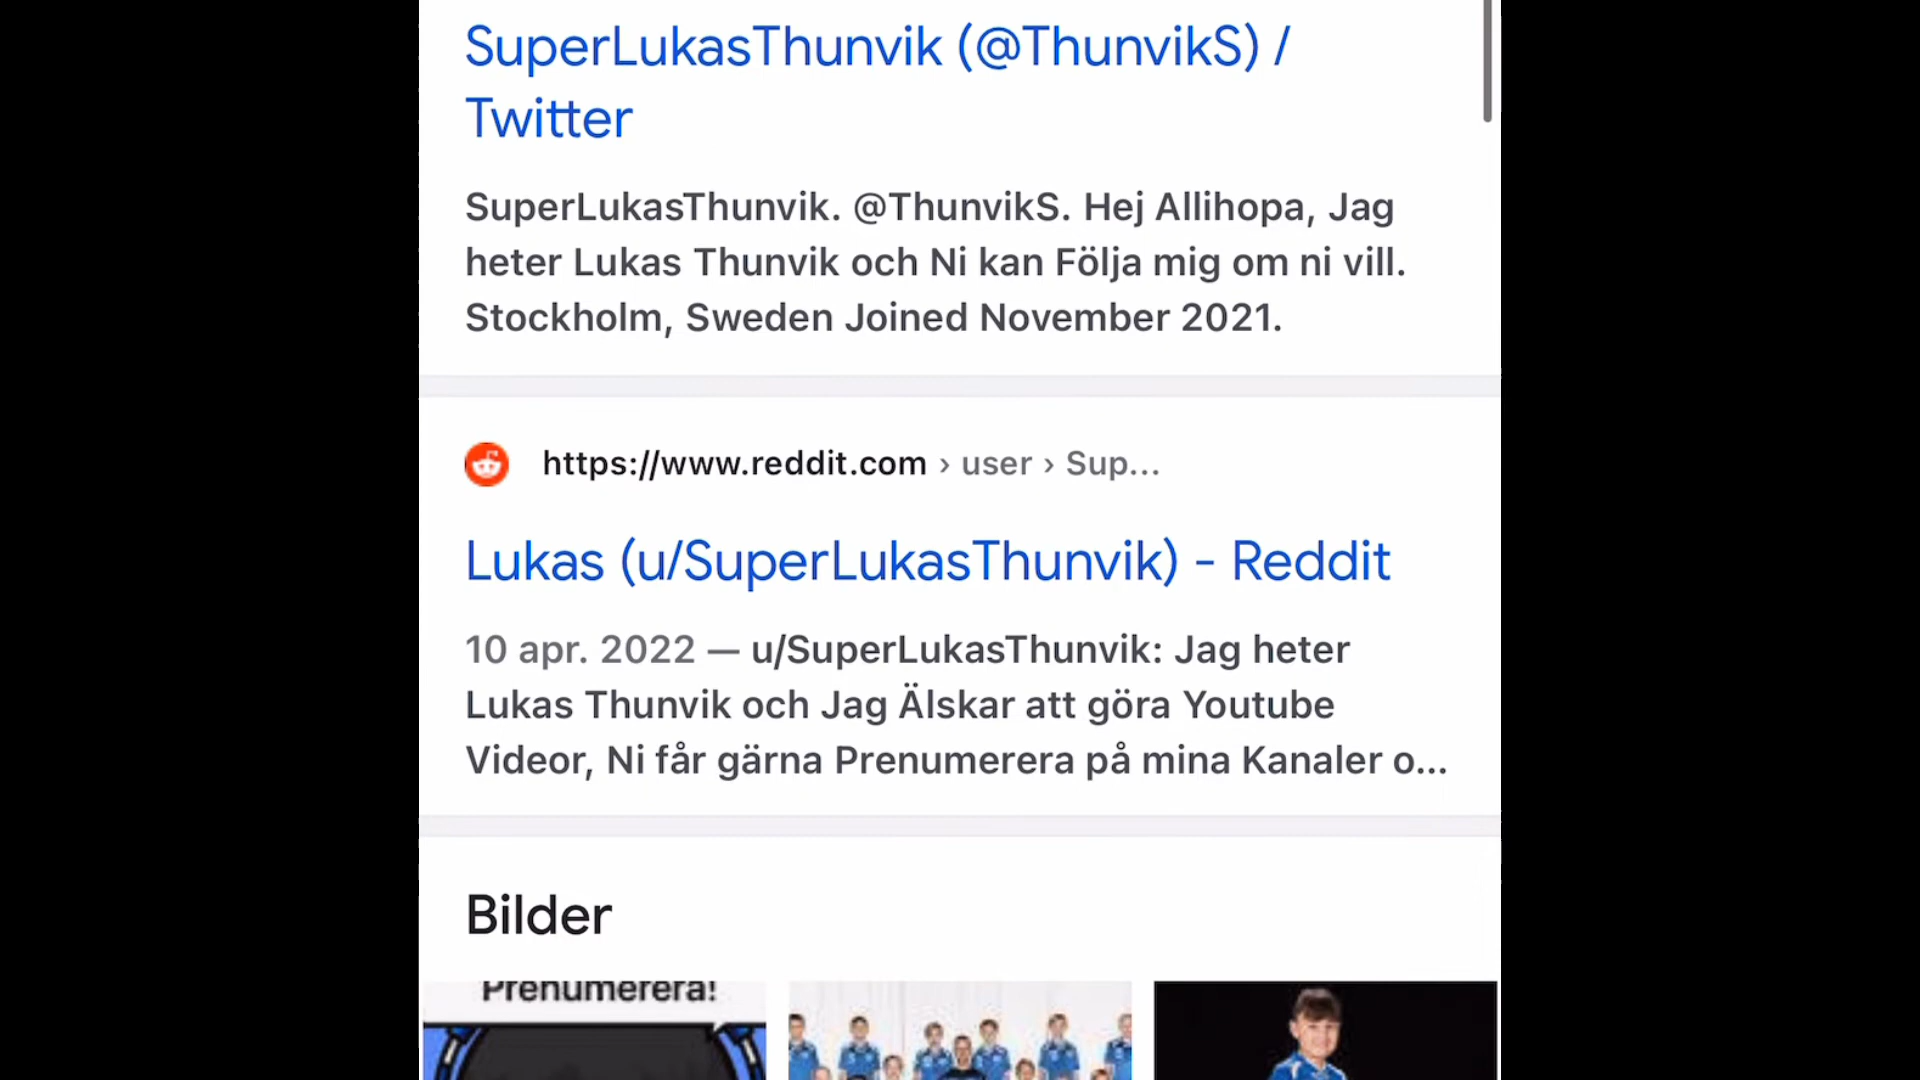 SuperLukasThunvik (@ThunvikS) /
Twitter
SuperLukasThunvik. @ThunvikS. Hej Allihopa, Jag
heter Lukas Thunvik och Ni kan Följa mig om ni vill.
Stockholm, Sweden Joined November 2021.
https://www.reddit.com › user › Sup...
Lukas (u/SuperLukasThunvik) - Reddit
10 apr. 2022 — u/SuperLukasThunvik: Jag heter
Lukas Thunvik och Jag Älskar att göra Youtube
Videor, Ni får gärna Prenumerera på mina Kanaler o...
Bilder
Prenumerera!